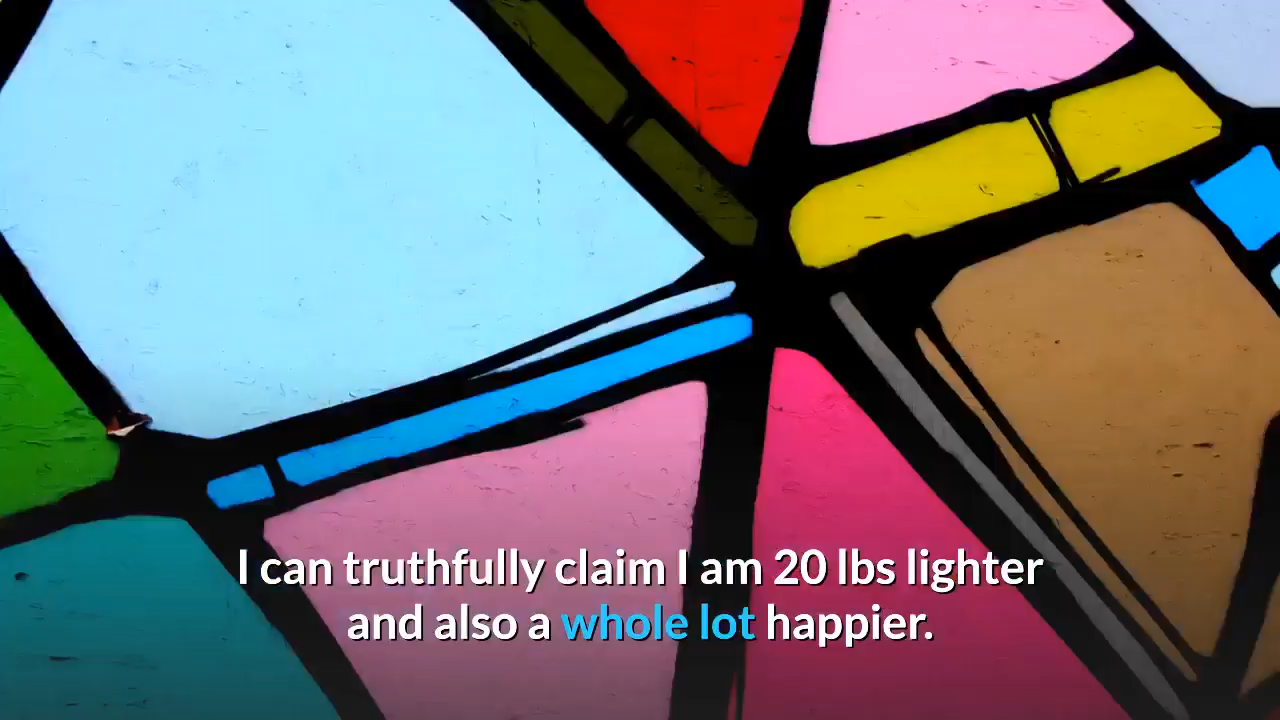 I can truthfully claim I am 20 lbs lighter
and also a whole lot happier.